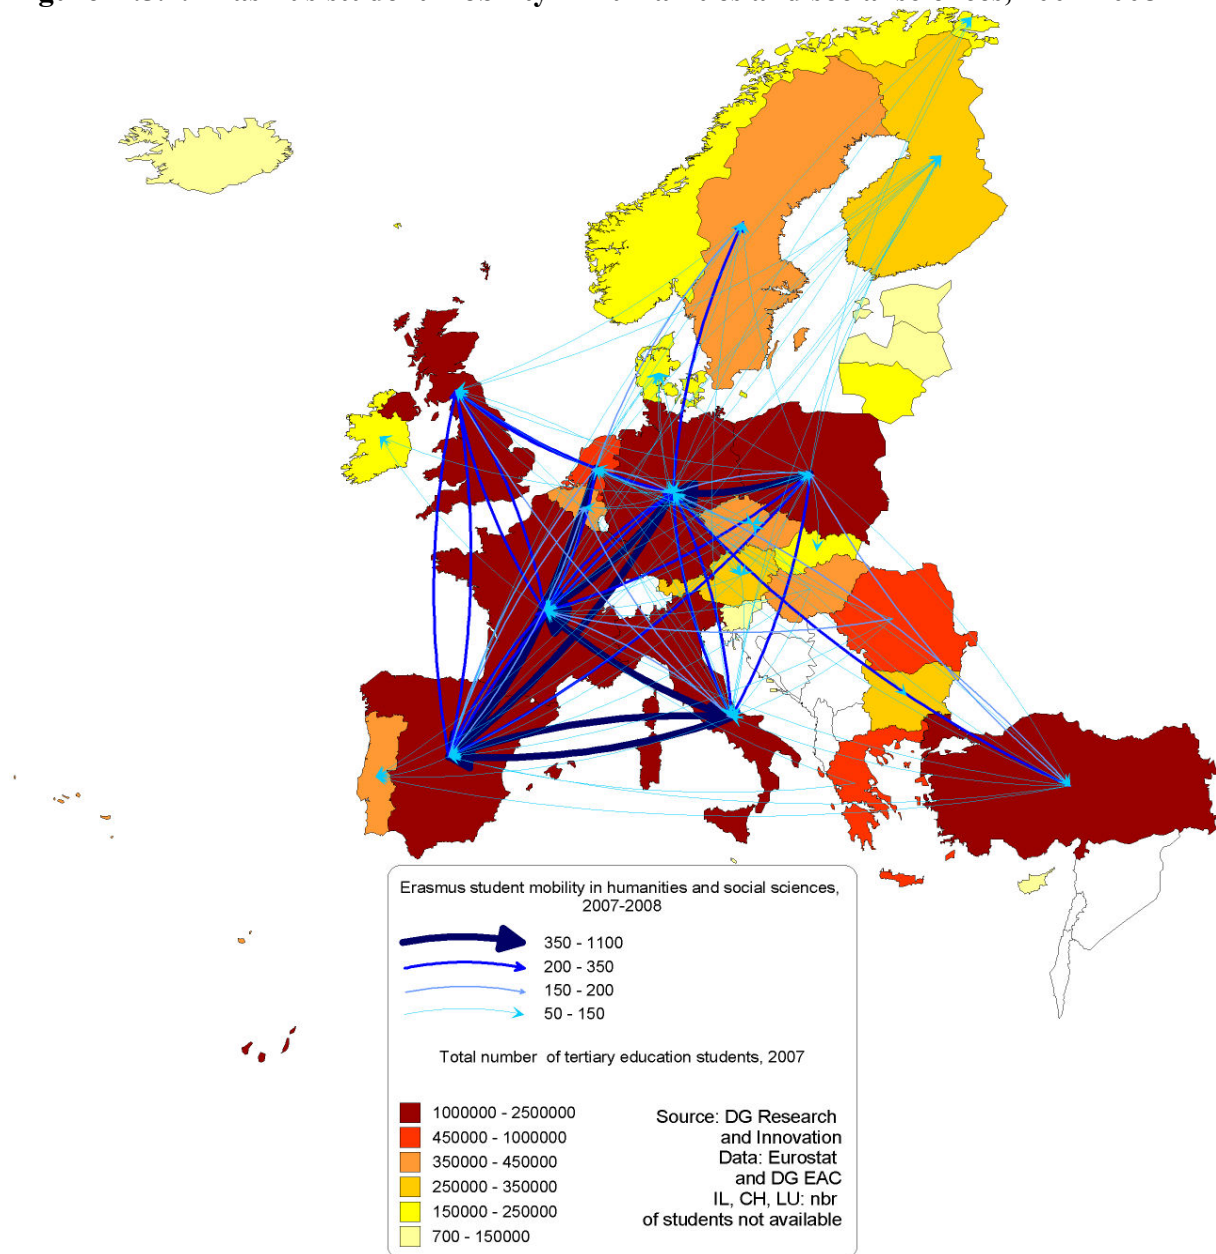 Erasmus student mobility in humanities and social sciences,
2007-2008
350 - 1100
200 - 350
150 - 200
50 - 150
Total number of tertiary education students, 2007
1000000 - 2500000
450000 - 1000000
350000 - 450000
250000 - 350000
150000 - 250000
700 - 150000
Source: DG Research
and Innovation
Data: Eurostat
and DG EAC
IL, CH, LU: nbr
of students not available